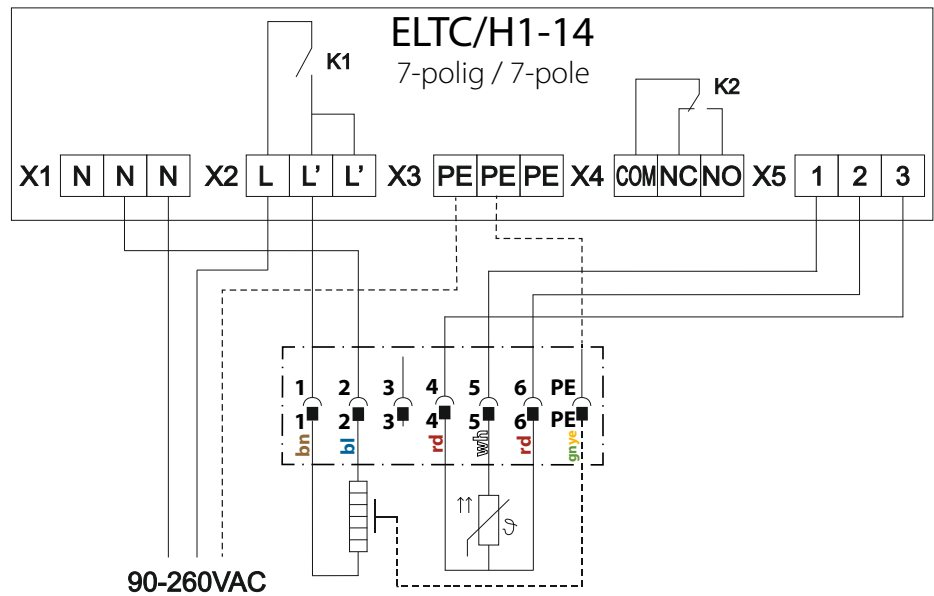 ELTC/H1-14
7-polig / 7-pole
K1
K2
X1 N N N X2 L L' L' X3 PE PE PE X4 COM NC NO X5 1 2 3
1 2 3 4 5 6 PE
1 2 3 4 5 6 PE
bn bl rd wh rd gnye
↑↑ ϑ
90-260VAC